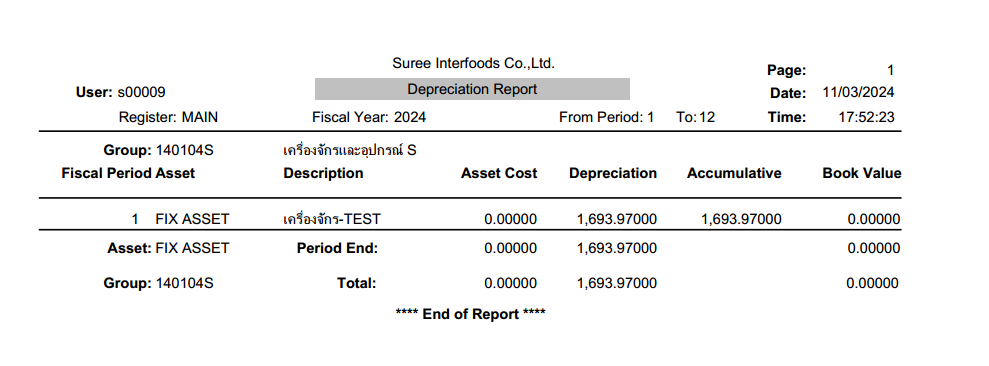 Suree Interfoods Co.,Ltd.
Page: 1
User: s00009 Depreciation Report Date: 11/03/2024
Register: MAIN Fiscal Year: 2024 From Period: 1 To: 12 Time: 17:52:23
Group: 140104S เครื่องจักรและอุปกรณ์ S
Fiscal Period Asset Description Asset Cost Depreciation Accumulative Book Value
1 FIX ASSET เครื่องจักร-TEST 0.00000 1,693.97000 1,693.97000 0.00000
Asset: FIX ASSET Period End: 0.00000 1,693.97000 0.00000
Group: 140104S Total: 0.00000 1,693.97000 0.00000
**** End of Report ****